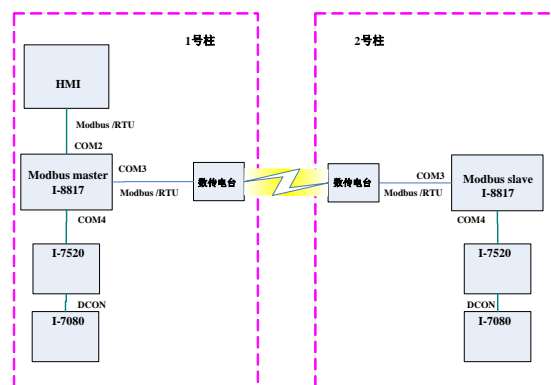 1号柱
HMI
Modbus /RTU
COM2
Modbus master
I-8817
COM3
Modbus /RTU
数传电台
COM4
I-7520
DCON
I-7080
2号柱
数传电台
COM3
Modbus /RTU
Modbus slave
I-8817
COM4
I-7520
DCON
I-7080